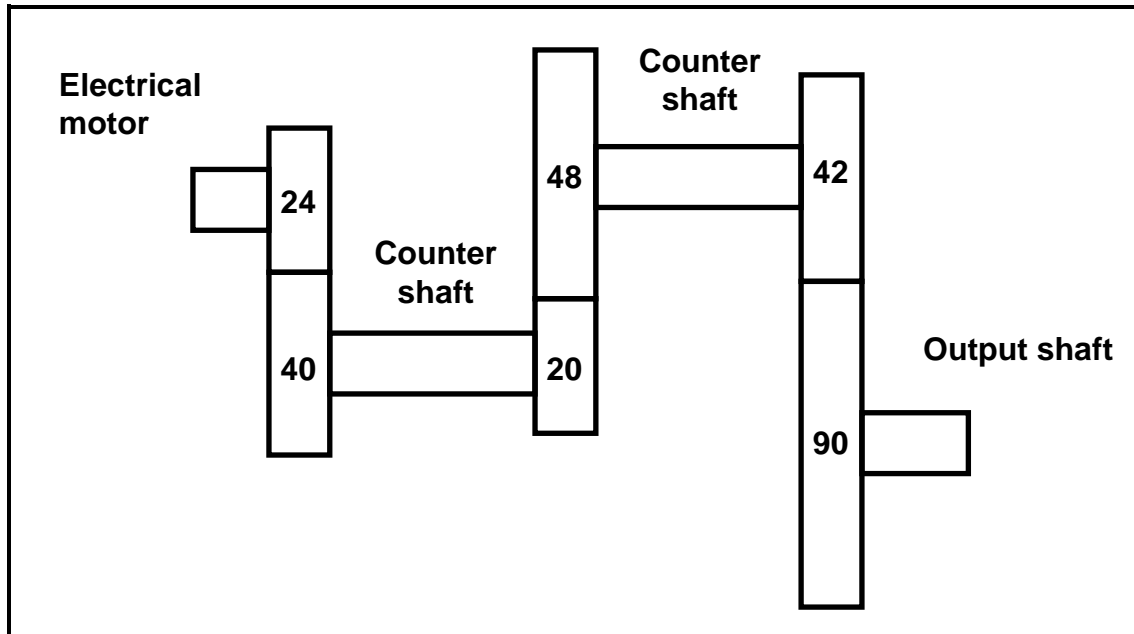 Electrical
motor
24
40
Counter
shaft
48
20
Counter
shaft
42
90
Output shaft